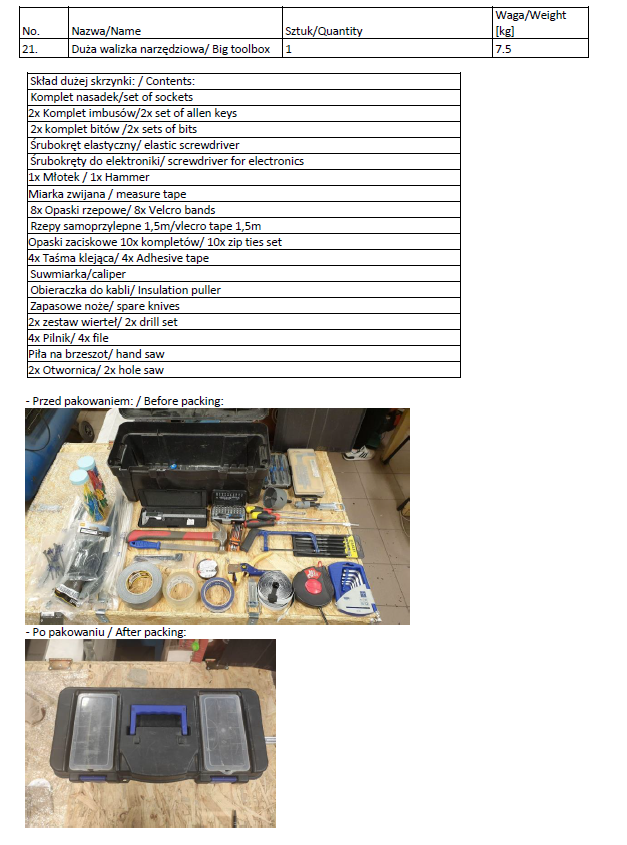 No. Nazwa/Name Sztuk/Quantity Waga/Weight [kg]
21. Duża walizka narzędziowa/ Big toolbox 1 7.5
Skład dużej skrzynki: / Contents:
Komplet nasadek/set of sockets
2x Komplet imbusów/2x set of allen keys
2x komplet bitów /2x sets of bits
Śrubokręt elastyczny/ elastic screwdriver
Śrubokręty do elektroniki/ screwdriver for electronics
1x Młotek / 1x Hammer
Miarka zwijana / measure tape
8x Opaski rzepowe/ 8x Velcro bands
Rzepy samoprzylepne 1,5m/vlecro tape 1,5m
Opaski zaciskowe 10x kompletów/ 10x zip ties set
4x Taśma klejąca/ 4x Adhesive tape
Suwmiarka/caliper
Obieraczka do kabli/ Insulation puller
Zapasowe noże/ spare knives
2x zestaw wierteł/ 2x drill set
4x Pilnik/ 4x file
Piła na brzeszot/ hand saw
2x Otwornica/ 2x hole saw
- Przed pakowaniem: / Before packing:
- Po pakowaniu / After packing: